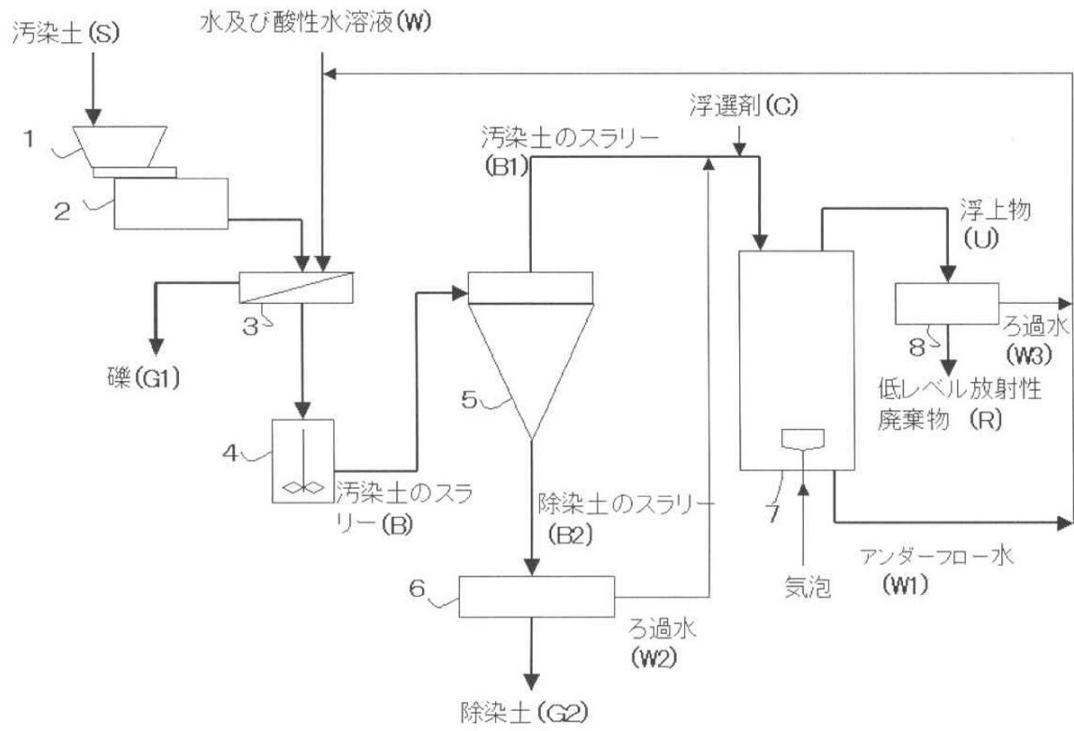 汚染土(S)
水及び酸性水溶液(W)
浮選剤(C)
汚染土のスラリー
(B1)
1
2
浮上物
(U)
3
8
ろ過水
(W3)
礫(G1)
低レベル放射性
廃棄物 (R)
5
4
汚染土のスラ
リー(B)
除染土のスラリー
(B2)
7
アンダーフロー水
(W1)
気泡
6
ろ過水
(W2)
除染土(G2)